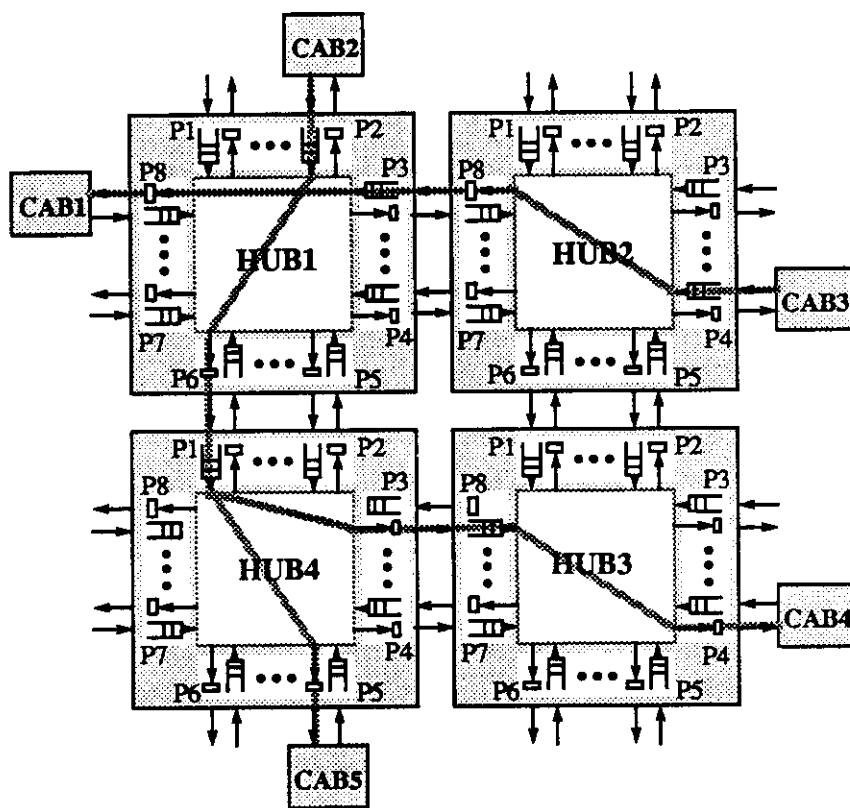 CAB2
P1 P2 P1 P2
P8 P3 P8 P3
CAB1
HUB1 HUB2
CAB3
P7 P4 P7 P4
P6 P5 P6 P5
P1 P2 P1 P2
P8 P3 P8 P3
HUB4 HUB3
CAB4
P7 P4 P7 P4
P6 P5 P6 P5
CAB5